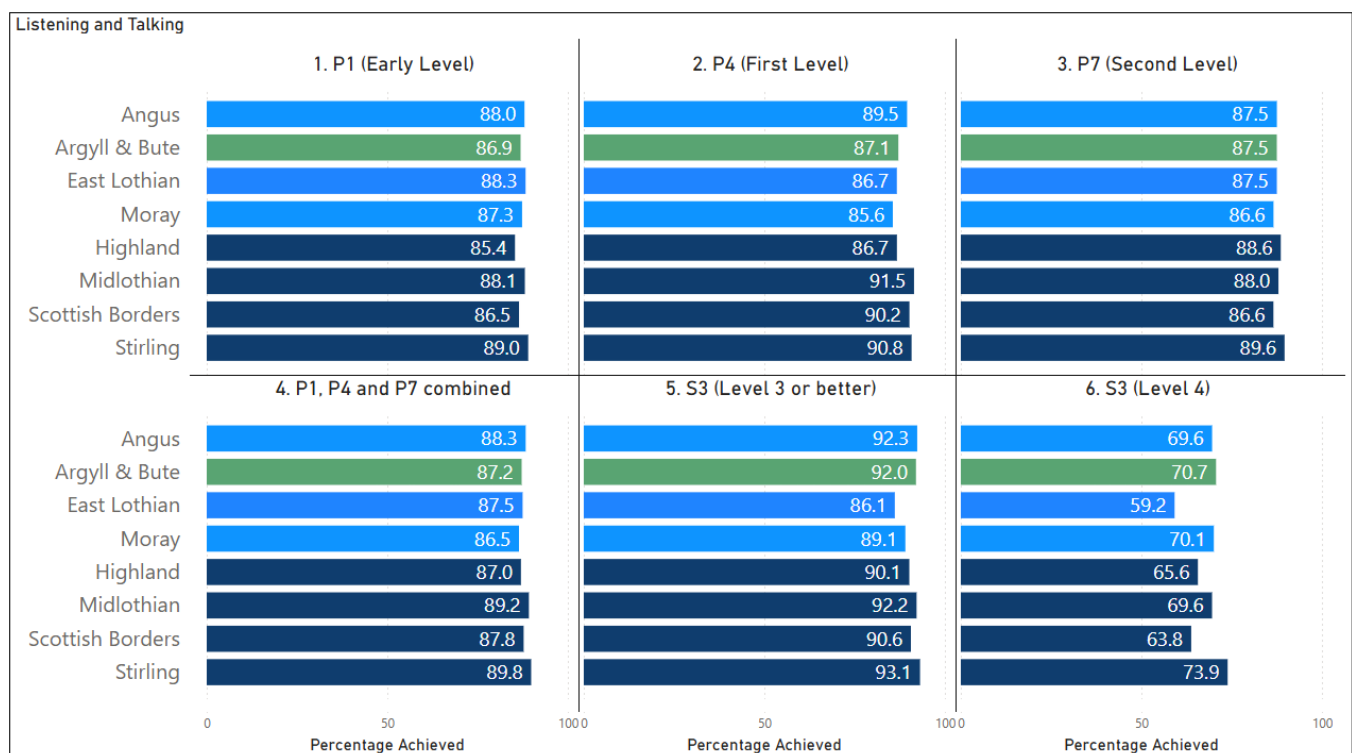 Listening and Talking
1. P1 (Early Level)
2. P4 (First Level)
3. P7 (Second Level)
Angus 88.0 89.5 87.5
Argyll & Bute 86.9 87.1 87.5
East Lothian 88.3 86.7 87.5
Moray 87.3 85.6 86.6
Highland 85.4 86.7 88.6
Midlothian 88.1 91.5 88.0
Scottish Borders 86.5 90.2 86.6
Stirling 89.0 90.8 89.6
4. P1, P4 and P7 combined
5. S3 (Level 3 or better)
6. S3 (Level 4)
Angus 88.3 92.3 69.6
Argyll & Bute 87.2 92.0 70.7
East Lothian 87.5 86.1 59.2
Moray 86.5 89.1 70.1
Highland 87.0 90.1 65.6
Midlothian 89.2 92.2 69.6
Scottish Borders 87.8 90.6 63.8
Stirling 89.8 93.1 73.9
0 50 100 50 100 0 50 100
Percentage Achieved Percentage Achieved Percentage Achieved